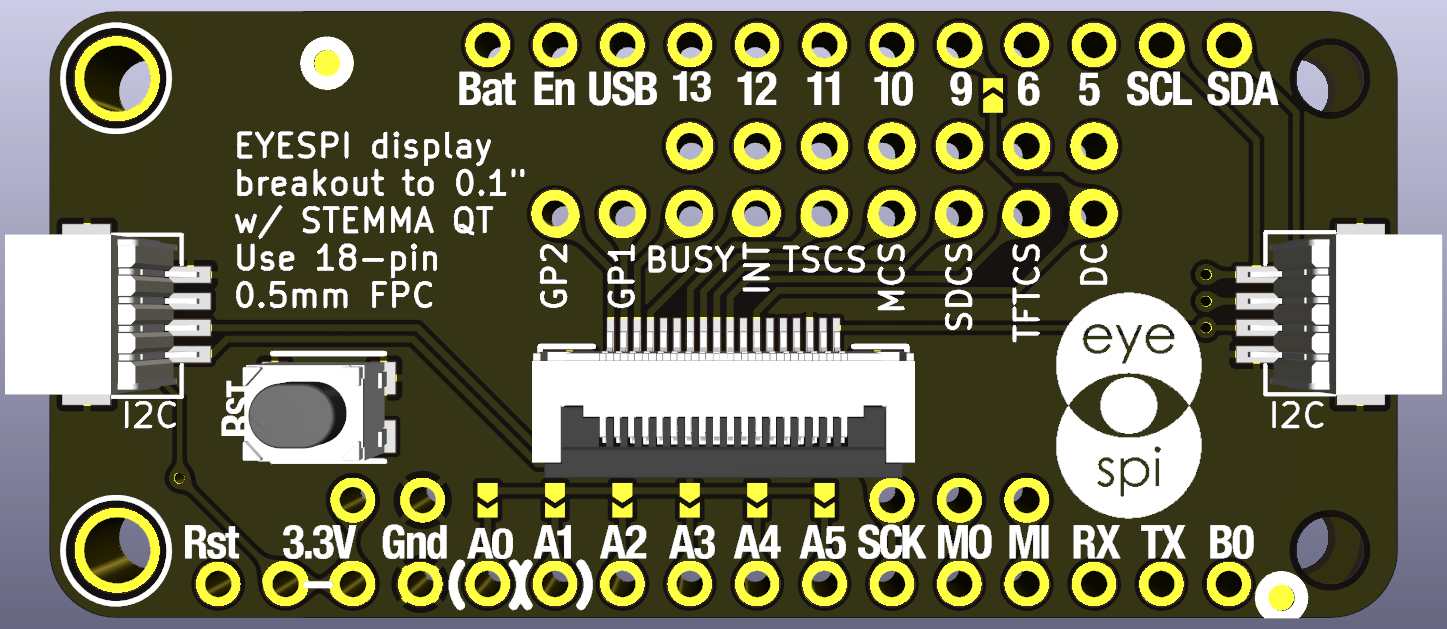 Bat En USB 13 12 11 10 9 6 5 SCL SDA
EYESPI display
breakout to 0.1"
w/ STEMMA QT
Use 18-pin
0.5mm FPC
GP2 GP1 BUSY INT TSCS MCS SDCS TFTCS DC
I2C
RST
eye
spi
I2C
Rst 3.3V Gnd A0 A1 A2 A3 A4 A5 SCK MO MI RX TX B0